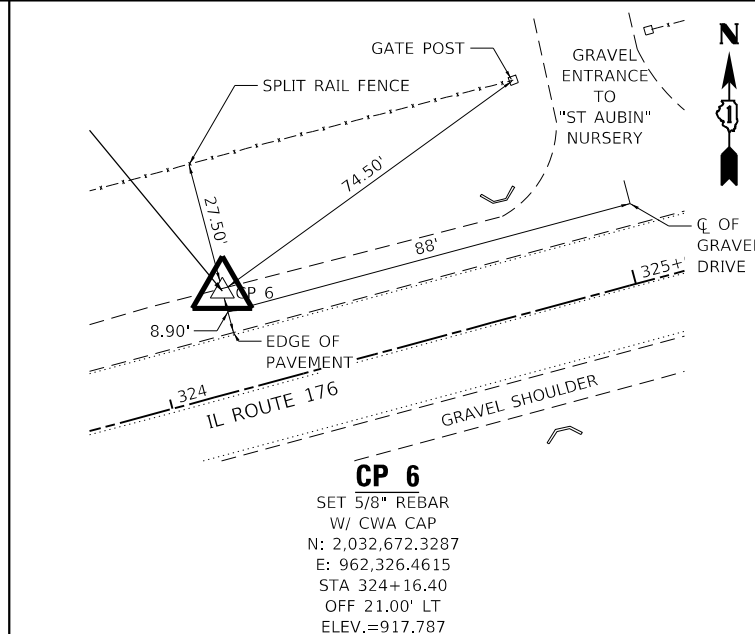 GATE POST
SPLIT RAIL FENCE
GRAVEL
ENTRANCE
TO
"ST AUBIN"
NURSERY
N
1
74.50'
27.50'
88'
℄ OF
GRAVEL
DRIVE
CP 6
325+
8.90'
EDGE OF
PAVEMENT
324
IL ROUTE 176
GRAVEL SHOULDER
CP 6
SET 5/8" REBAR
W/ CWA CAP
N: 2,032,672.3287
E: 962,326.4615
STA 324+16.40
OFF 21.00' LT
ELEV.=917.787